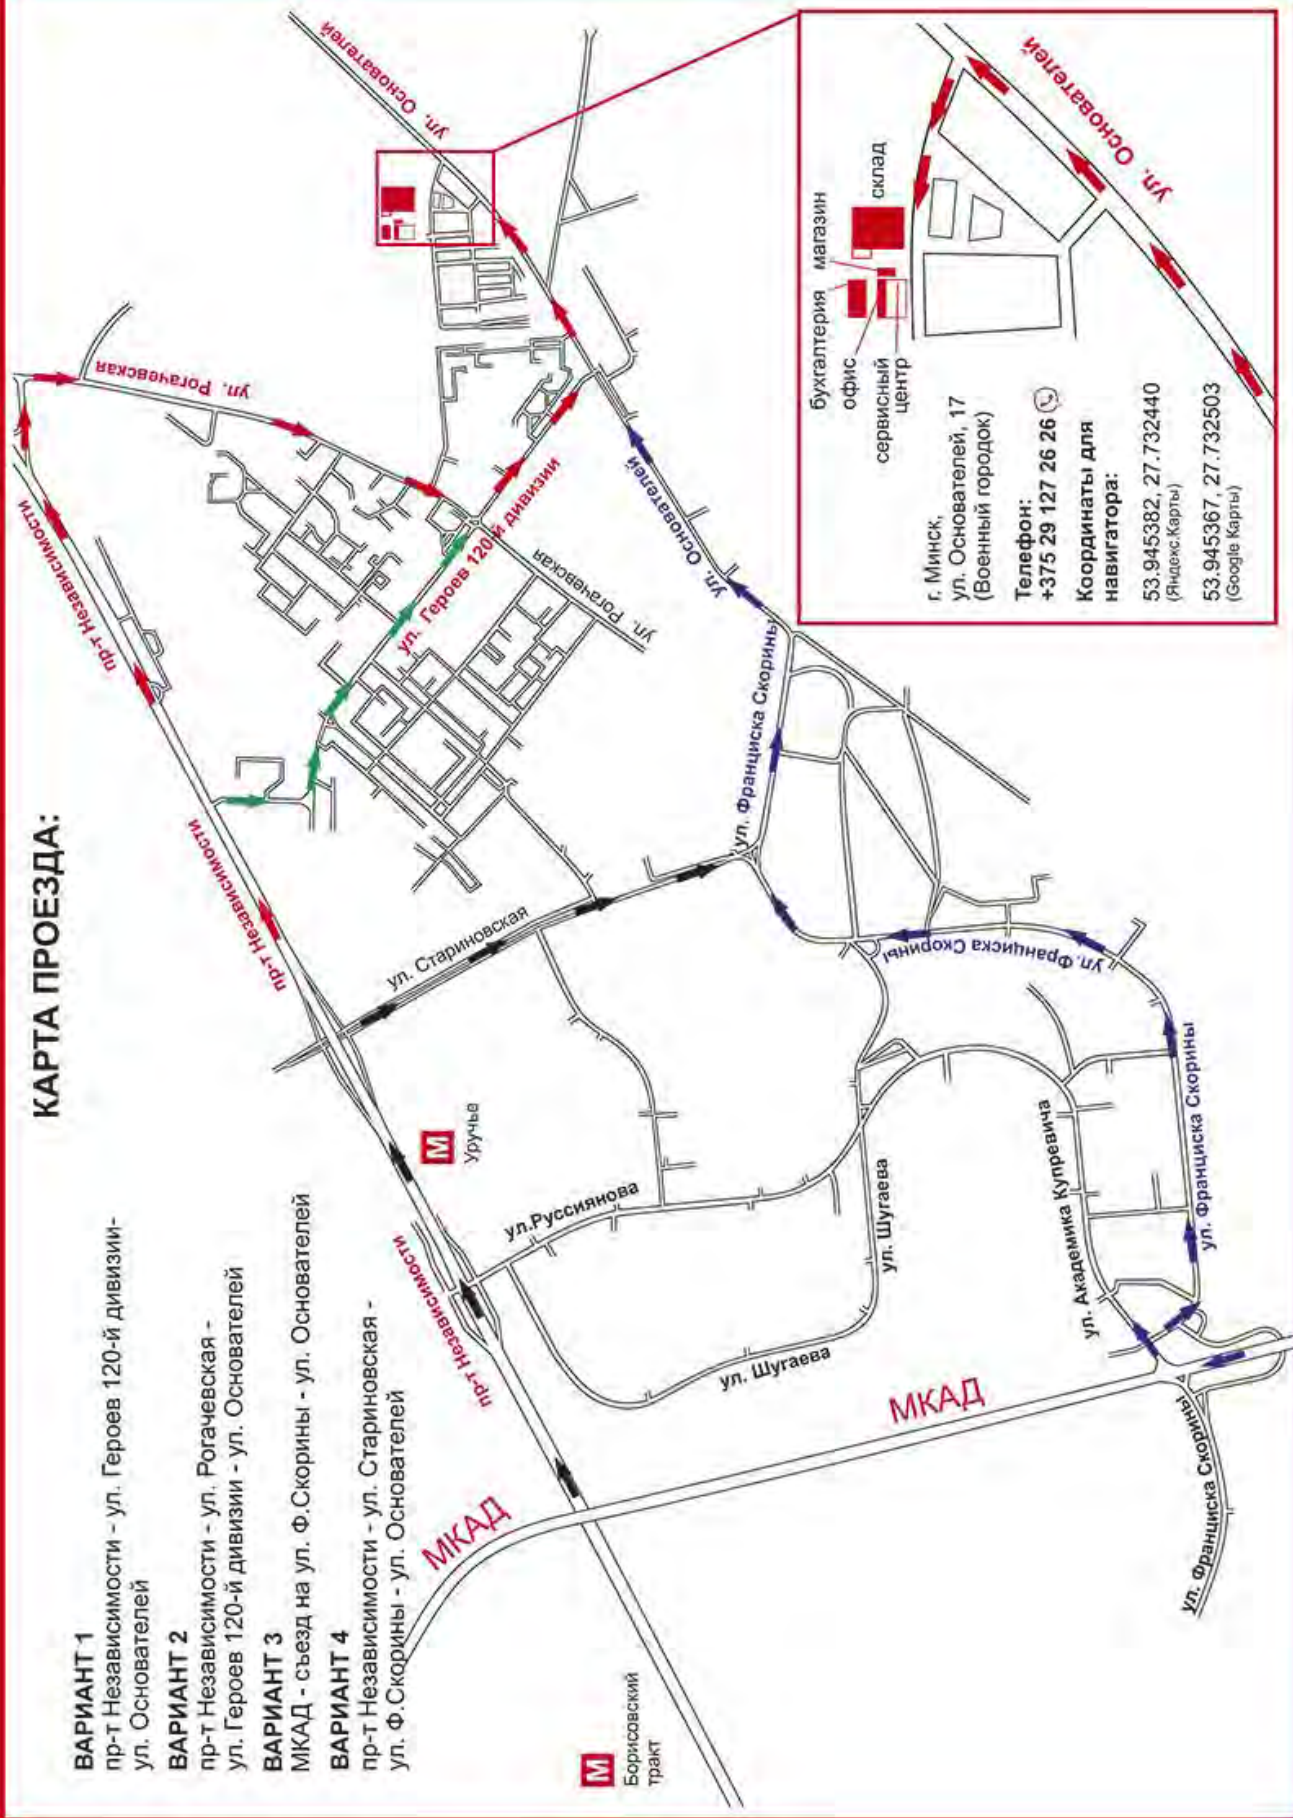 КАРТА ПРОЕЗДА:
ВАРИАНТ 1
пр-т Независимости - ул. Героев 120-й дивизии-
ул. Основателей
ВАРИАНТ 2
пр-т Независимости - ул. Рогачевская -
ул. Героев 120-й дивизии - ул. Основателей
ВАРИАНТ 3
МКАД - съезд на ул. Ф.Скорины - ул. Основателей
ВАРИАНТ 4
пр-т Независимости - ул. Стариновская -
ул. Ф.Скорины - ул. Основателей
М
Борисовский
тракт
МКАД
МКАД
пр-т Независимости
М
Уручье
пр-т Независимости
пр-т Независимости
ул. Рогачевская
ул. Основателей
ул. Героев 120-й дивизии
ул. Рогачевская
ул. Стариновская
ул.Руссиянова
ул. Шугаева
ул. Шугаева
ул. Академика Купревича
ул. Франциска Скорины
ул. Франциска Скорины
ул. Франциска Скорины
ул. Франциска Скорины
ул. Основателей
бухгалтерия
магазин
офис
склад
сервисный
центр
ул. Основателей
г. Минск,
ул. Основателей, 17
(Военный городок)
Телефон:
+375 29 127 26 26
Координаты для
навигатора:
53.945382, 27.732440
(Яндекс.Карты)
53.945367, 27.732503
(Google Карты)